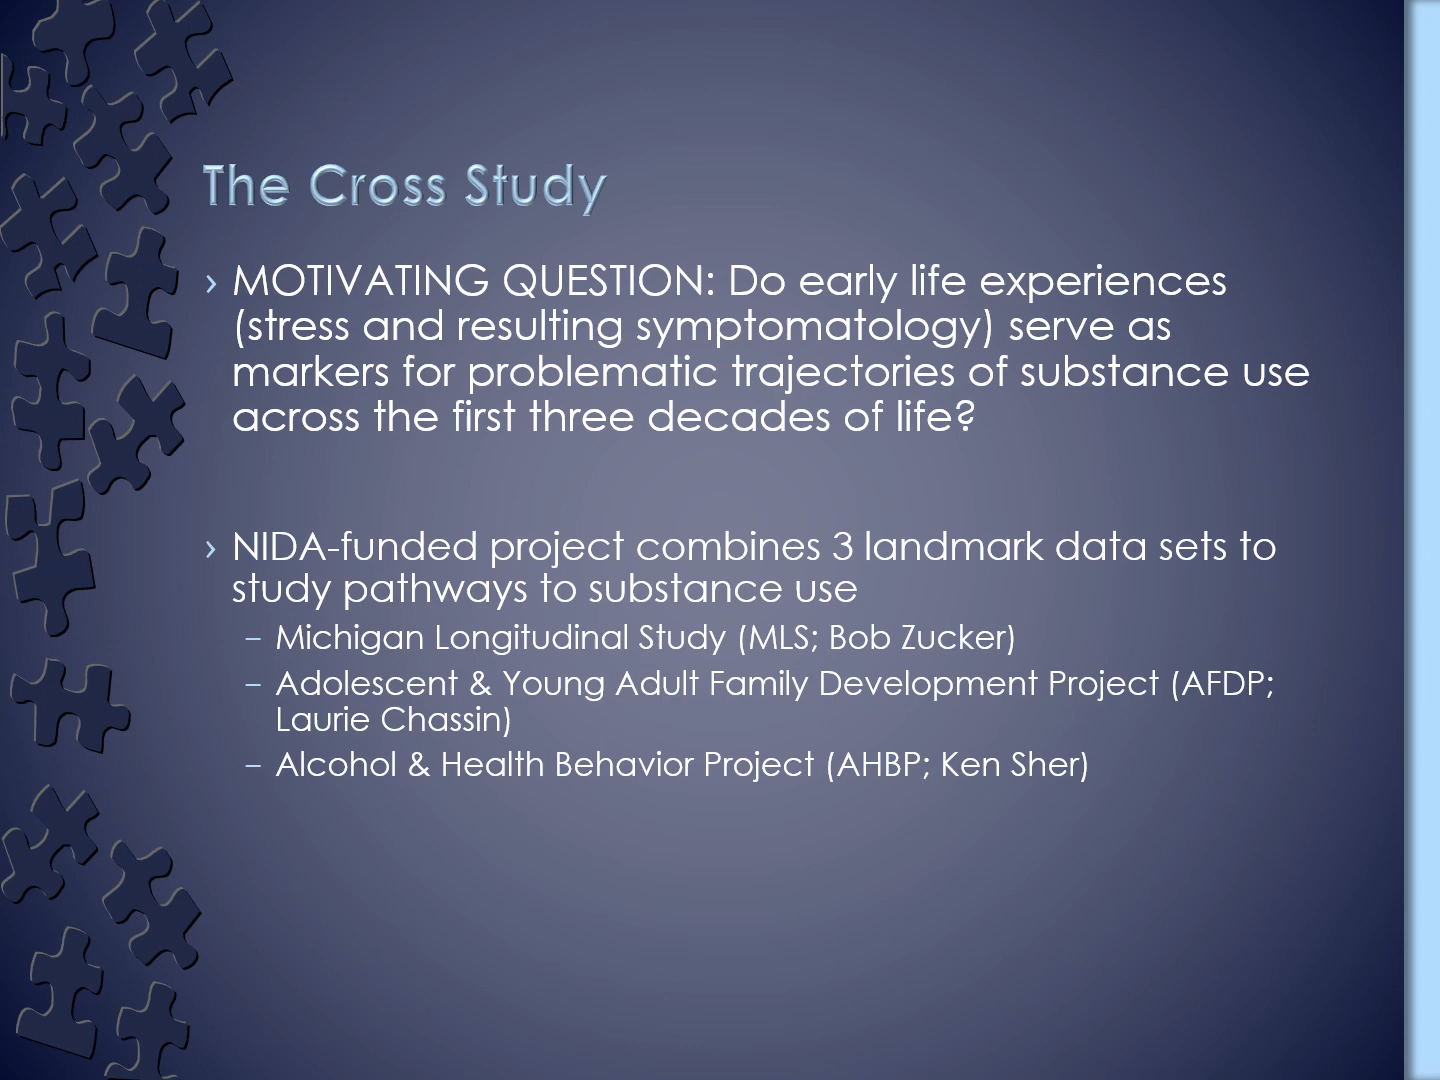 The Cross Study
› MOTIVATING QUESTION: Do early life experiences
(stress and resulting symptomatology) serve as
markers for problematic trajectories of substance use
across the first three decades of life?
› NIDA-funded project combines 3 landmark data sets to
study pathways to substance use
– Michigan Longitudinal Study (MLS; Bob Zucker)
– Adolescent & Young Adult Family Development Project (AFDP;
Laurie Chassin)
– Alcohol & Health Behavior Project (AHBP; Ken Sher)